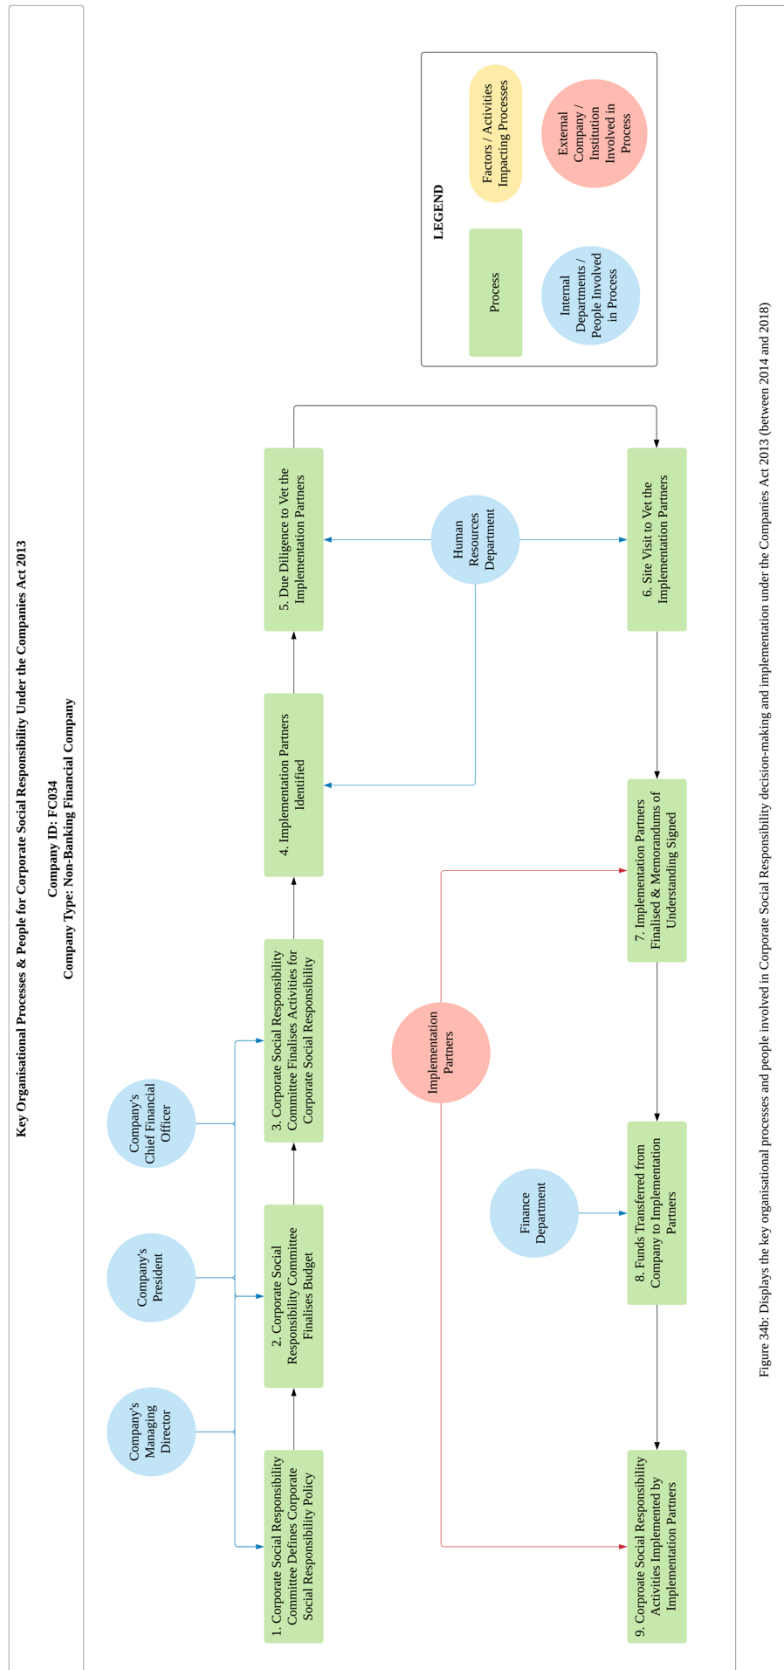 Key Organisational Processes & People for Corporate Social Responsibility Under the Companies Act 2013
Company ID: FC034
Company Type: Non-Banking Financial Company
Company's
Managing
Director
Company's
President
Company's
Chief Financial
Officer
1. Corporate Social Responsibility
Committee Defines Corporate
Social Responsibility Policy
2. Corporate Social
Responsibility Committee
Finalises Budget
3. Corporate Social Responsibility
Committee Finalises Activities for
Corporate Social Responsibility
4. Implementation Partners
Identified
5. Due Diligence to Vet the
Implementation Partners
Human
Resources
Department
Implementation
Partners
Finance
Department
6. Site Visit to Vet the
Implementation Partners
7. Implementation Partners
Finalised & Memorandums of
Understanding Signed
8. Funds Transferred from
Company to Implementation
Partners
9. Corproate Social Responsibility
Activities Implemented by
Implementation Partners
LEGEND
Process
Factors / Activities
Impacting Processes
Internal
Departments /
People Involved
in Process
External
Company /
Institution
Involved in
Process
Figure 34b: Displays the key organisational processes and people involved in Corporate Social Responsibility decision-making and implementation under the Companies Act 2013 (between 2014 and 2018)